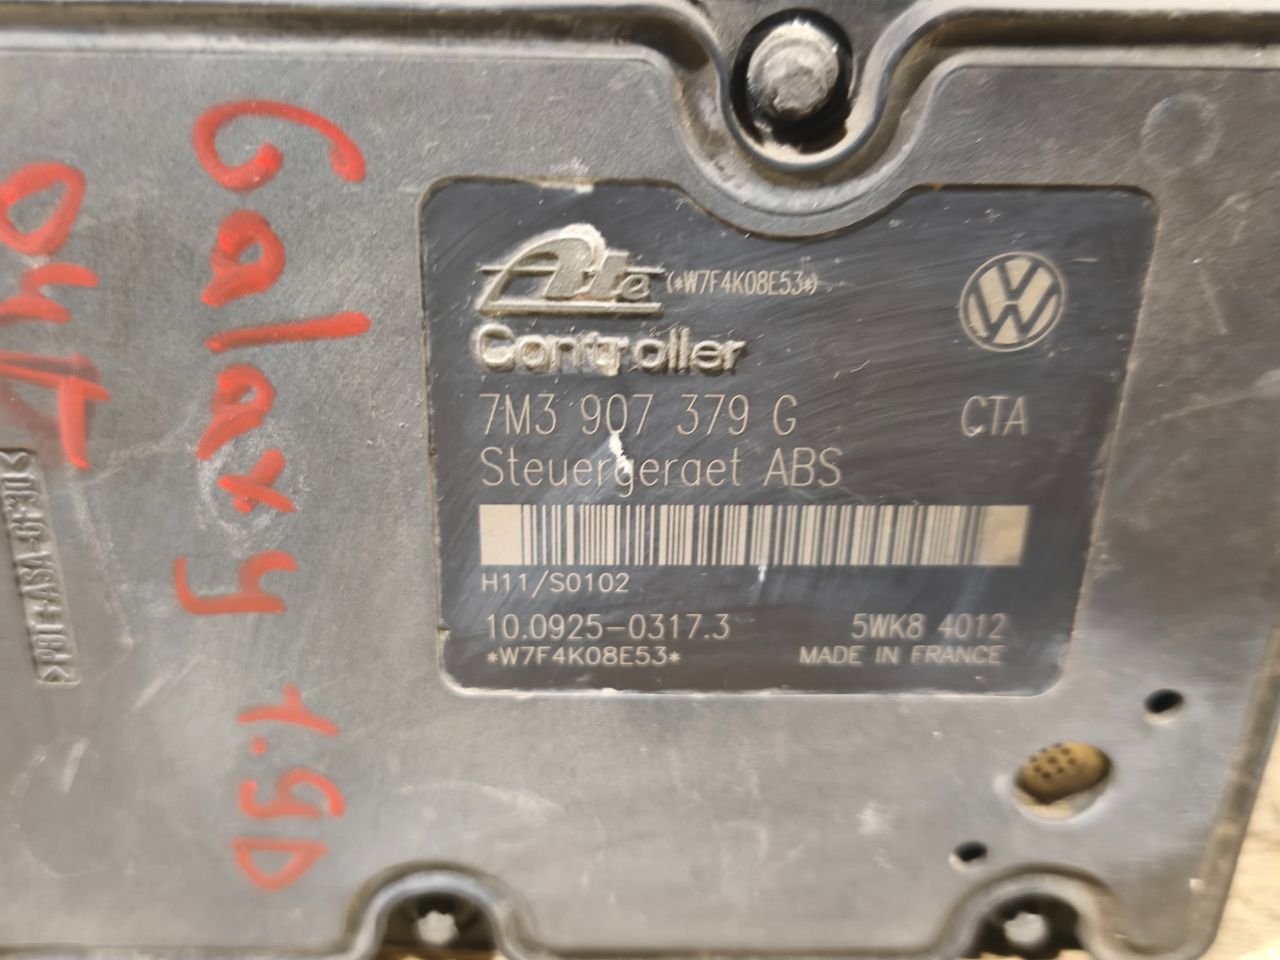 Ate (*W7F4K08E53*)
Controller
7M3 907 379 G CTA
Steuergeraet ABS
H11/S0102
10.0925-0317.3 5WK8 4012
*W7F4K08E53* MADE IN FRANCE
Galaxy 1.9D